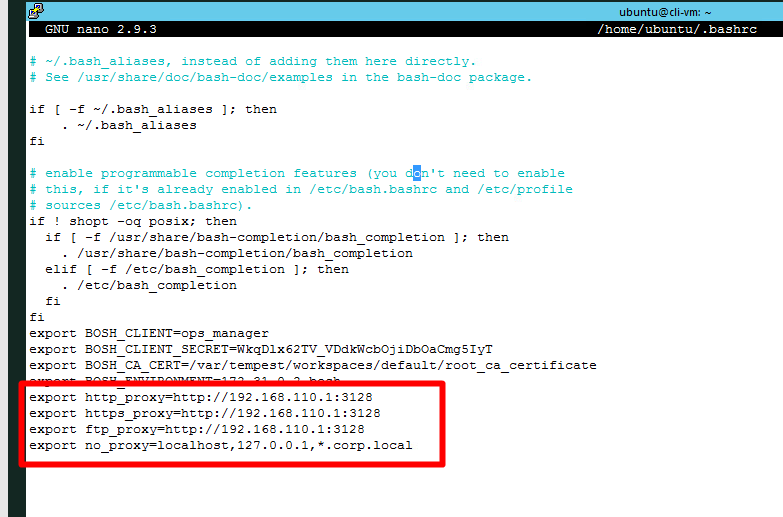 ubuntu@cli-vm: ~
GNU nano 2.9.3 /home/ubuntu/.bashrc
# ~/.bash_aliases, instead of adding them here directly.
# See /usr/share/doc/bash-doc/examples in the bash-doc package.
if [ -f ~/.bash_aliases ]; then
. ~/.bash_aliases
fi
# enable programmable completion features (you don't need to enable
# this, if it's already enabled in /etc/bash.bashrc and /etc/profile
# sources /etc/bash.bashrc).
if ! shopt -oq posix; then
if [ -f /usr/share/bash-completion/bash_completion ]; then
. /usr/share/bash-completion/bash_completion
elif [ -f /etc/bash_completion ]; then
. /etc/bash_completion
fi
fi
export BOSH_CLIENT=ops_manager
export BOSH_CLIENT_SECRET=WkqDlx62TV_VDdkWcbOjiDbOaCmg5IyT
export BOSH_CA_CERT=/var/tempest/workspaces/default/root_ca_certificate
export BOSH_ENVIRONMENT=172.31.0.2
export http_proxy=http://192.168.110.1:3128
export https_proxy=http://192.168.110.1:3128
export ftp_proxy=http://192.168.110.1:3128
export no_proxy=localhost,127.0.0.1,*.corp.local